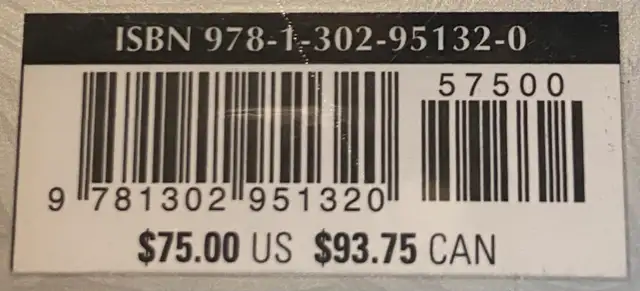 ISBN 978-1-302-95132-0
57500
9 781302 951320
$75.00 US $93.75 CAN